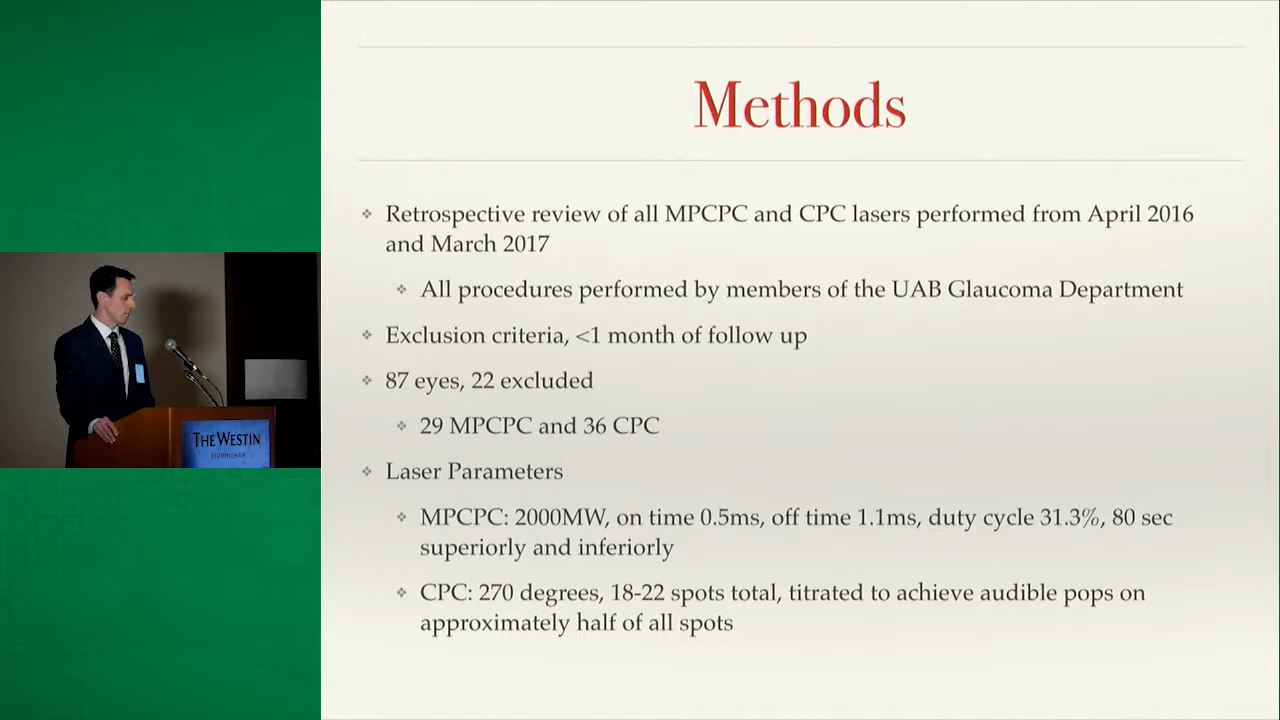 Methods
Retrospective review of all MPCPC and CPC lasers performed from April 2016
and March 2017
All procedures performed by members of the UAB Glaucoma Department
Exclusion criteria, <1 month of follow up
87 eyes, 22 excluded
29 MPCPC and 36 CPC
Laser Parameters
MPCPC: 2000MW, on time 0.5ms, off time 1.1ms, duty cycle 31.3%, 80 sec
superiorly and inferiorly
CPC: 270 degrees, 18-22 spots total, titrated to achieve audible pops on
approximately half of all spots
THE WESTIN
BIRMINGHAM